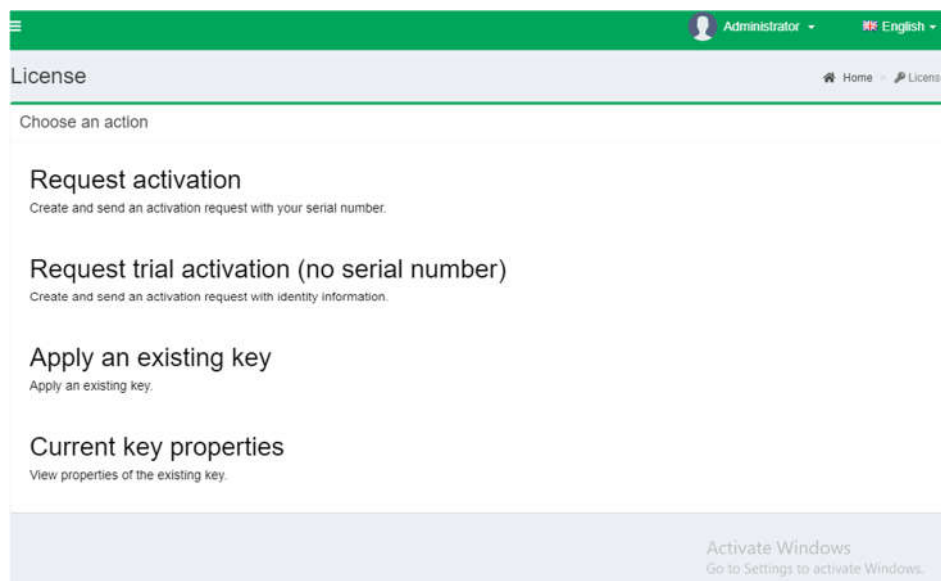 Administrator
English
License
Home
Choose an action
Request activation
Create and send an activation request with your serial number.
Request trial activation (no serial number)
Create and send an activation request with identity information.
Apply an existing key
Apply an existing key.
Current key properties
View properties of the existing key.
Activate Windows
Go to Settings to activate Windows.